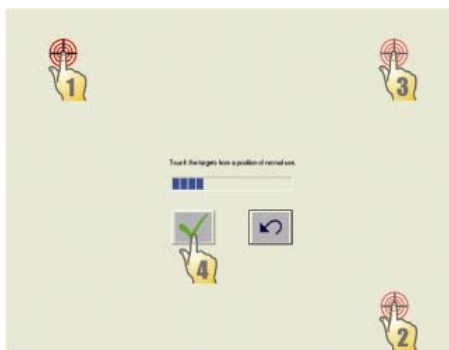 1
3
Touch the targets from a position of normal use.
4
2